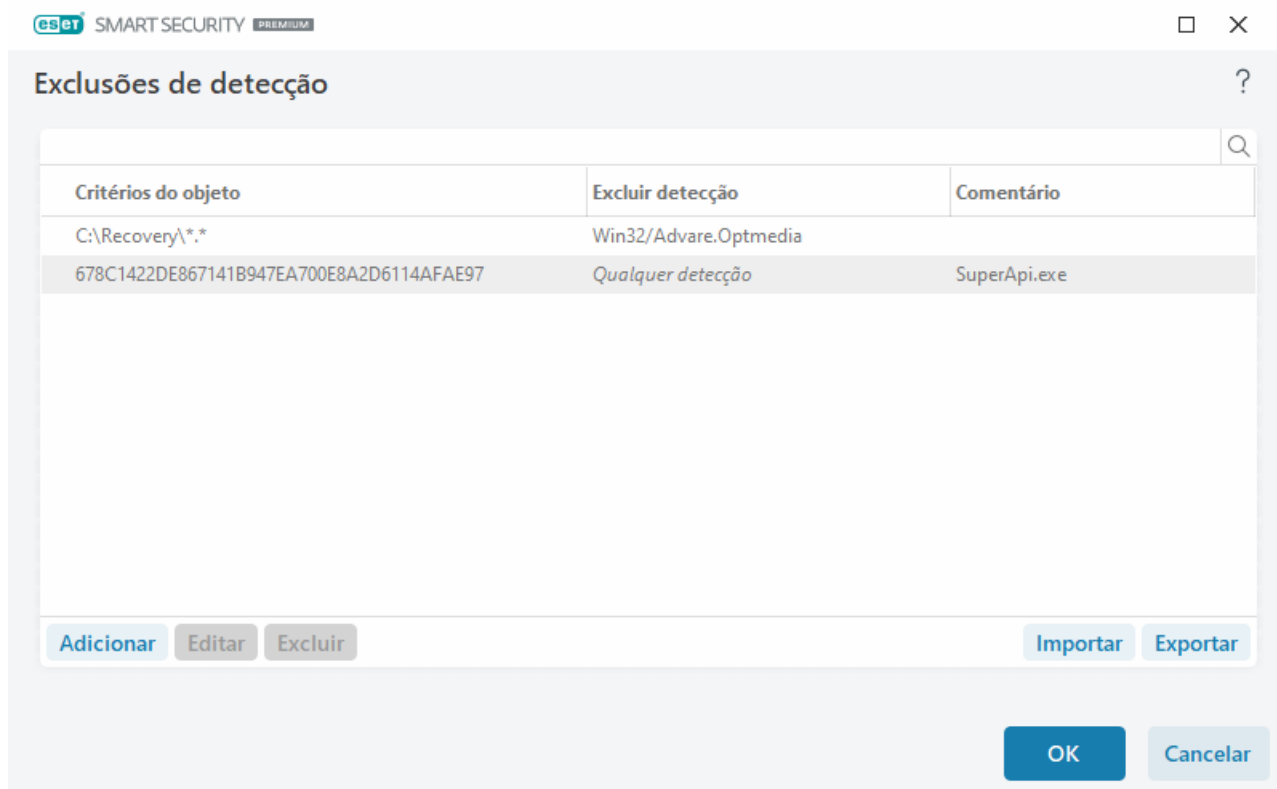 eset SMART SECURITY PREMIUM
Exclusões de detecção ?
Critérios do objeto Excluir detecção Comentário
C:\Recovery\*.* Win32/Advare.Optmedia
678C1422DE867141B947EA700E8A2D6114AFAE97 Qualquer detecção SuperApi.exe
Adicionar Editar Excluir Importar Exportar
OK Cancelar